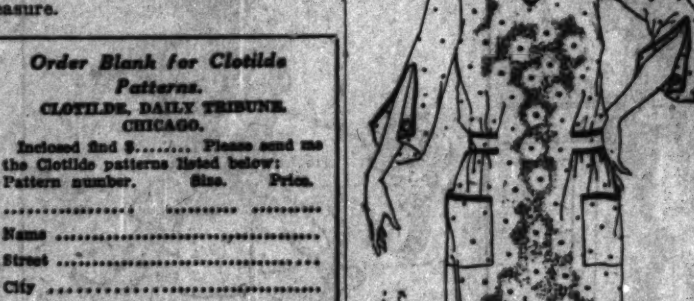 easure.
Order Blank for Clotilde
Patterns.
CLOTILDE, DAILY TRIBUNE,
CHICAGO.
Inclosed find $........ Please send me
the Clotilde patterns listed below:
Pattern number. Size. Price.
.................... ........... ...........
Name ........................................
Street ........................................
City ........................................